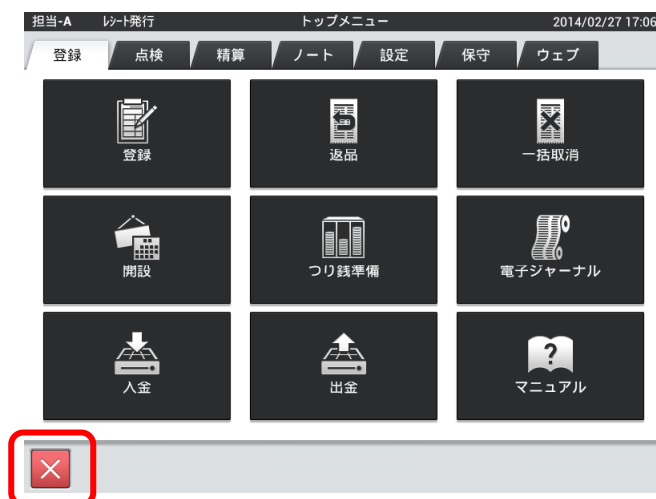 担当-A ﾚｼｰﾄ発行 トップメニュー 2014/02/27 17:06
登録 点検 精算 ノート 設定 保守 ウェブ
登録 返品 一括取消
開設 つり銭準備 電子ジャーナル
入金 出金 マニュアル